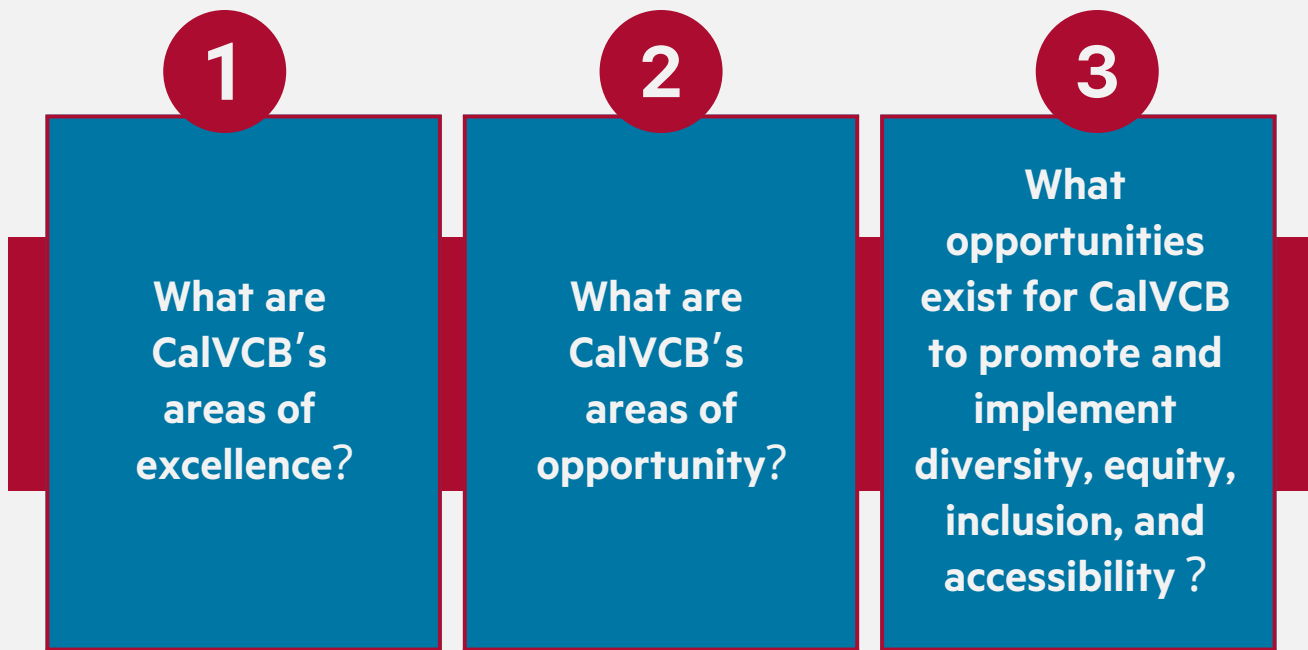 1
What are
CalVCB’s
areas of
excellence?
2
What are
CalVCB’s
areas of
opportunity?
3
What
opportunities
exist for CalVCB
to promote and
implement
diversity, equity,
inclusion, and
accessibility ?